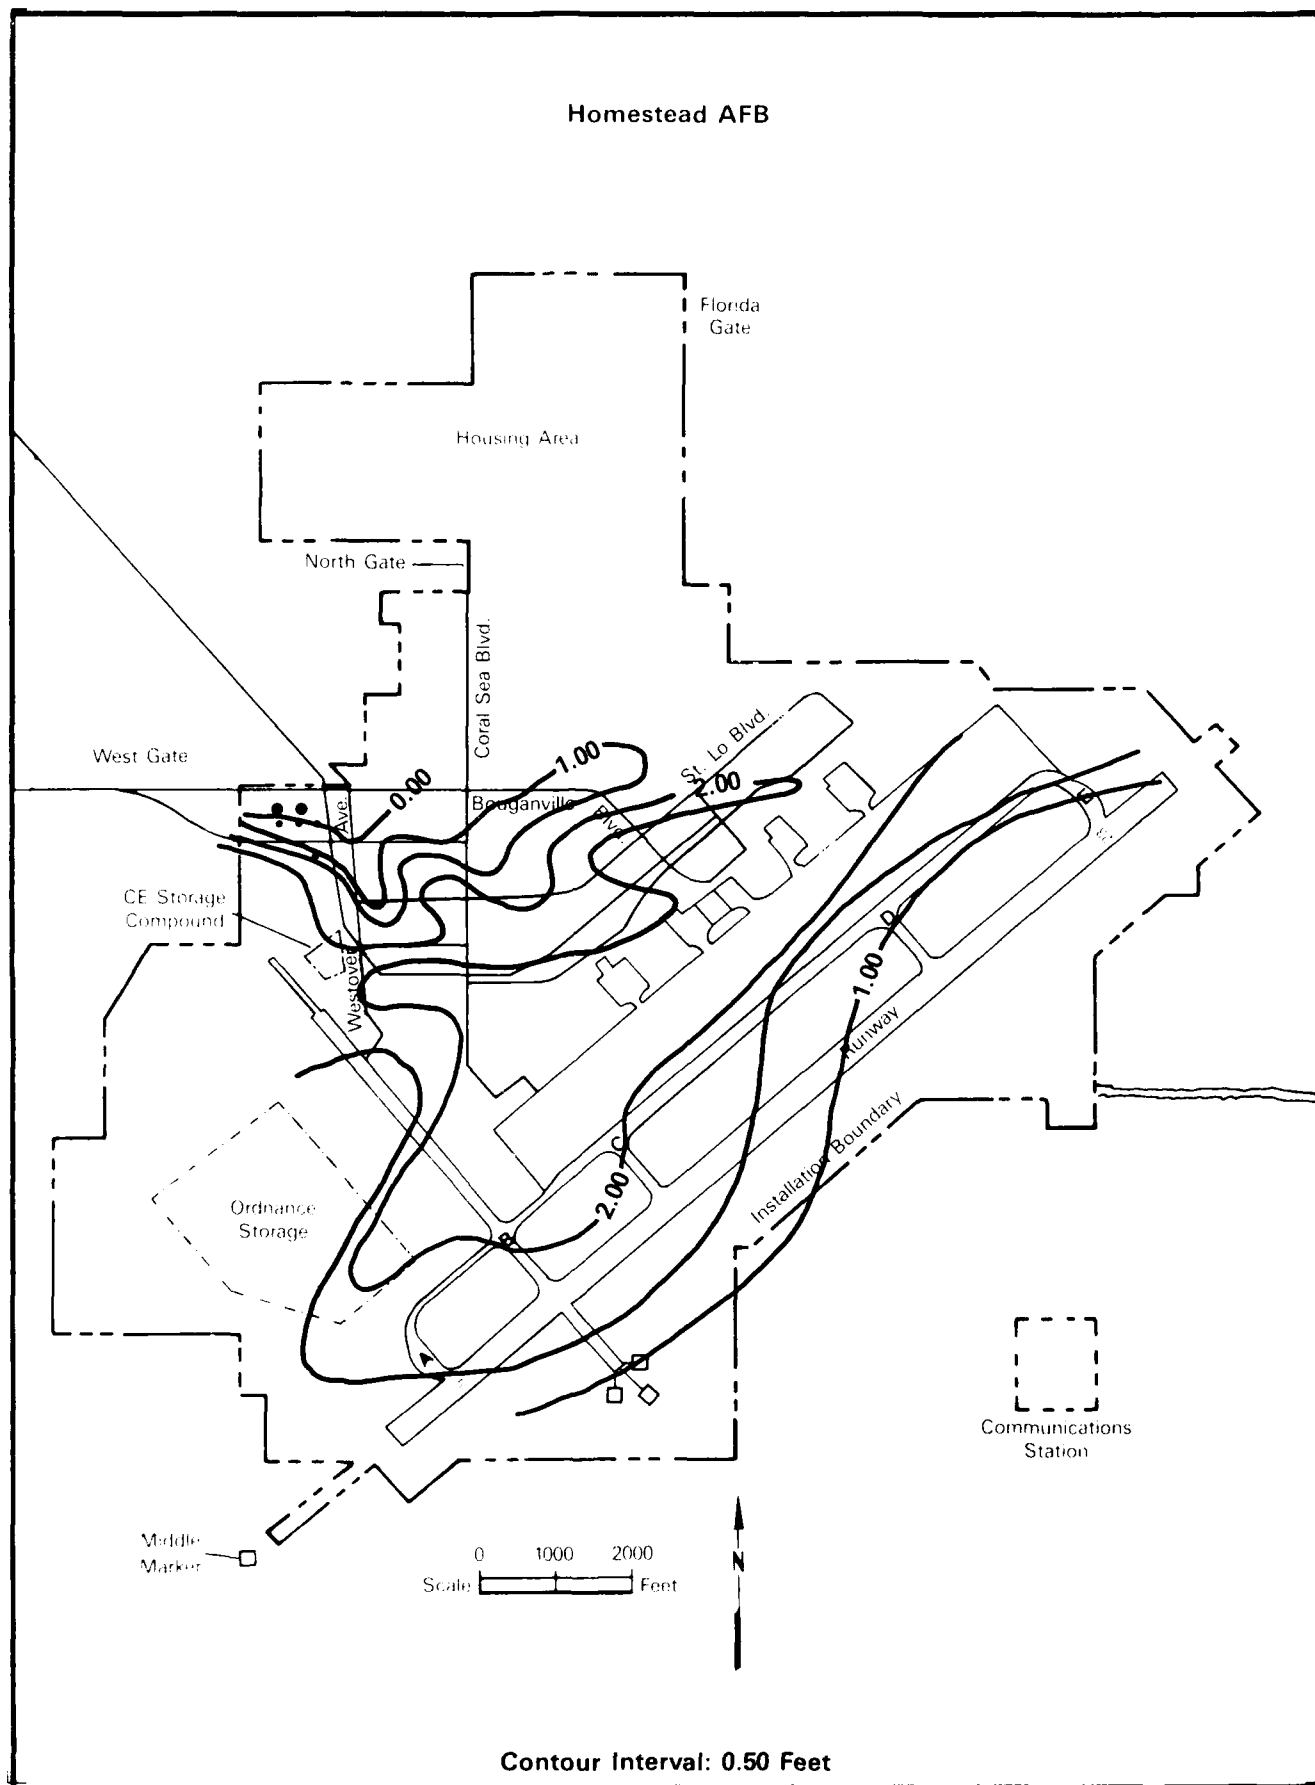 Homestead AFB
Florida
Gate
Housing Area
North Gate
Coral Sea Blvd.
West Gate
St. Lo Blvd.
1.00
0.00
2.00
Bouganville
Blvd.
Ave.
CE Storage
Compound
Westover
D
1.00
Runway
Installation Boundary
C
2.00
Ordnance
Storage
B
A
Communications
Station
Middle
Marker
0 1000 2000
Scale Feet
N
Contour Interval: 0.50 Feet